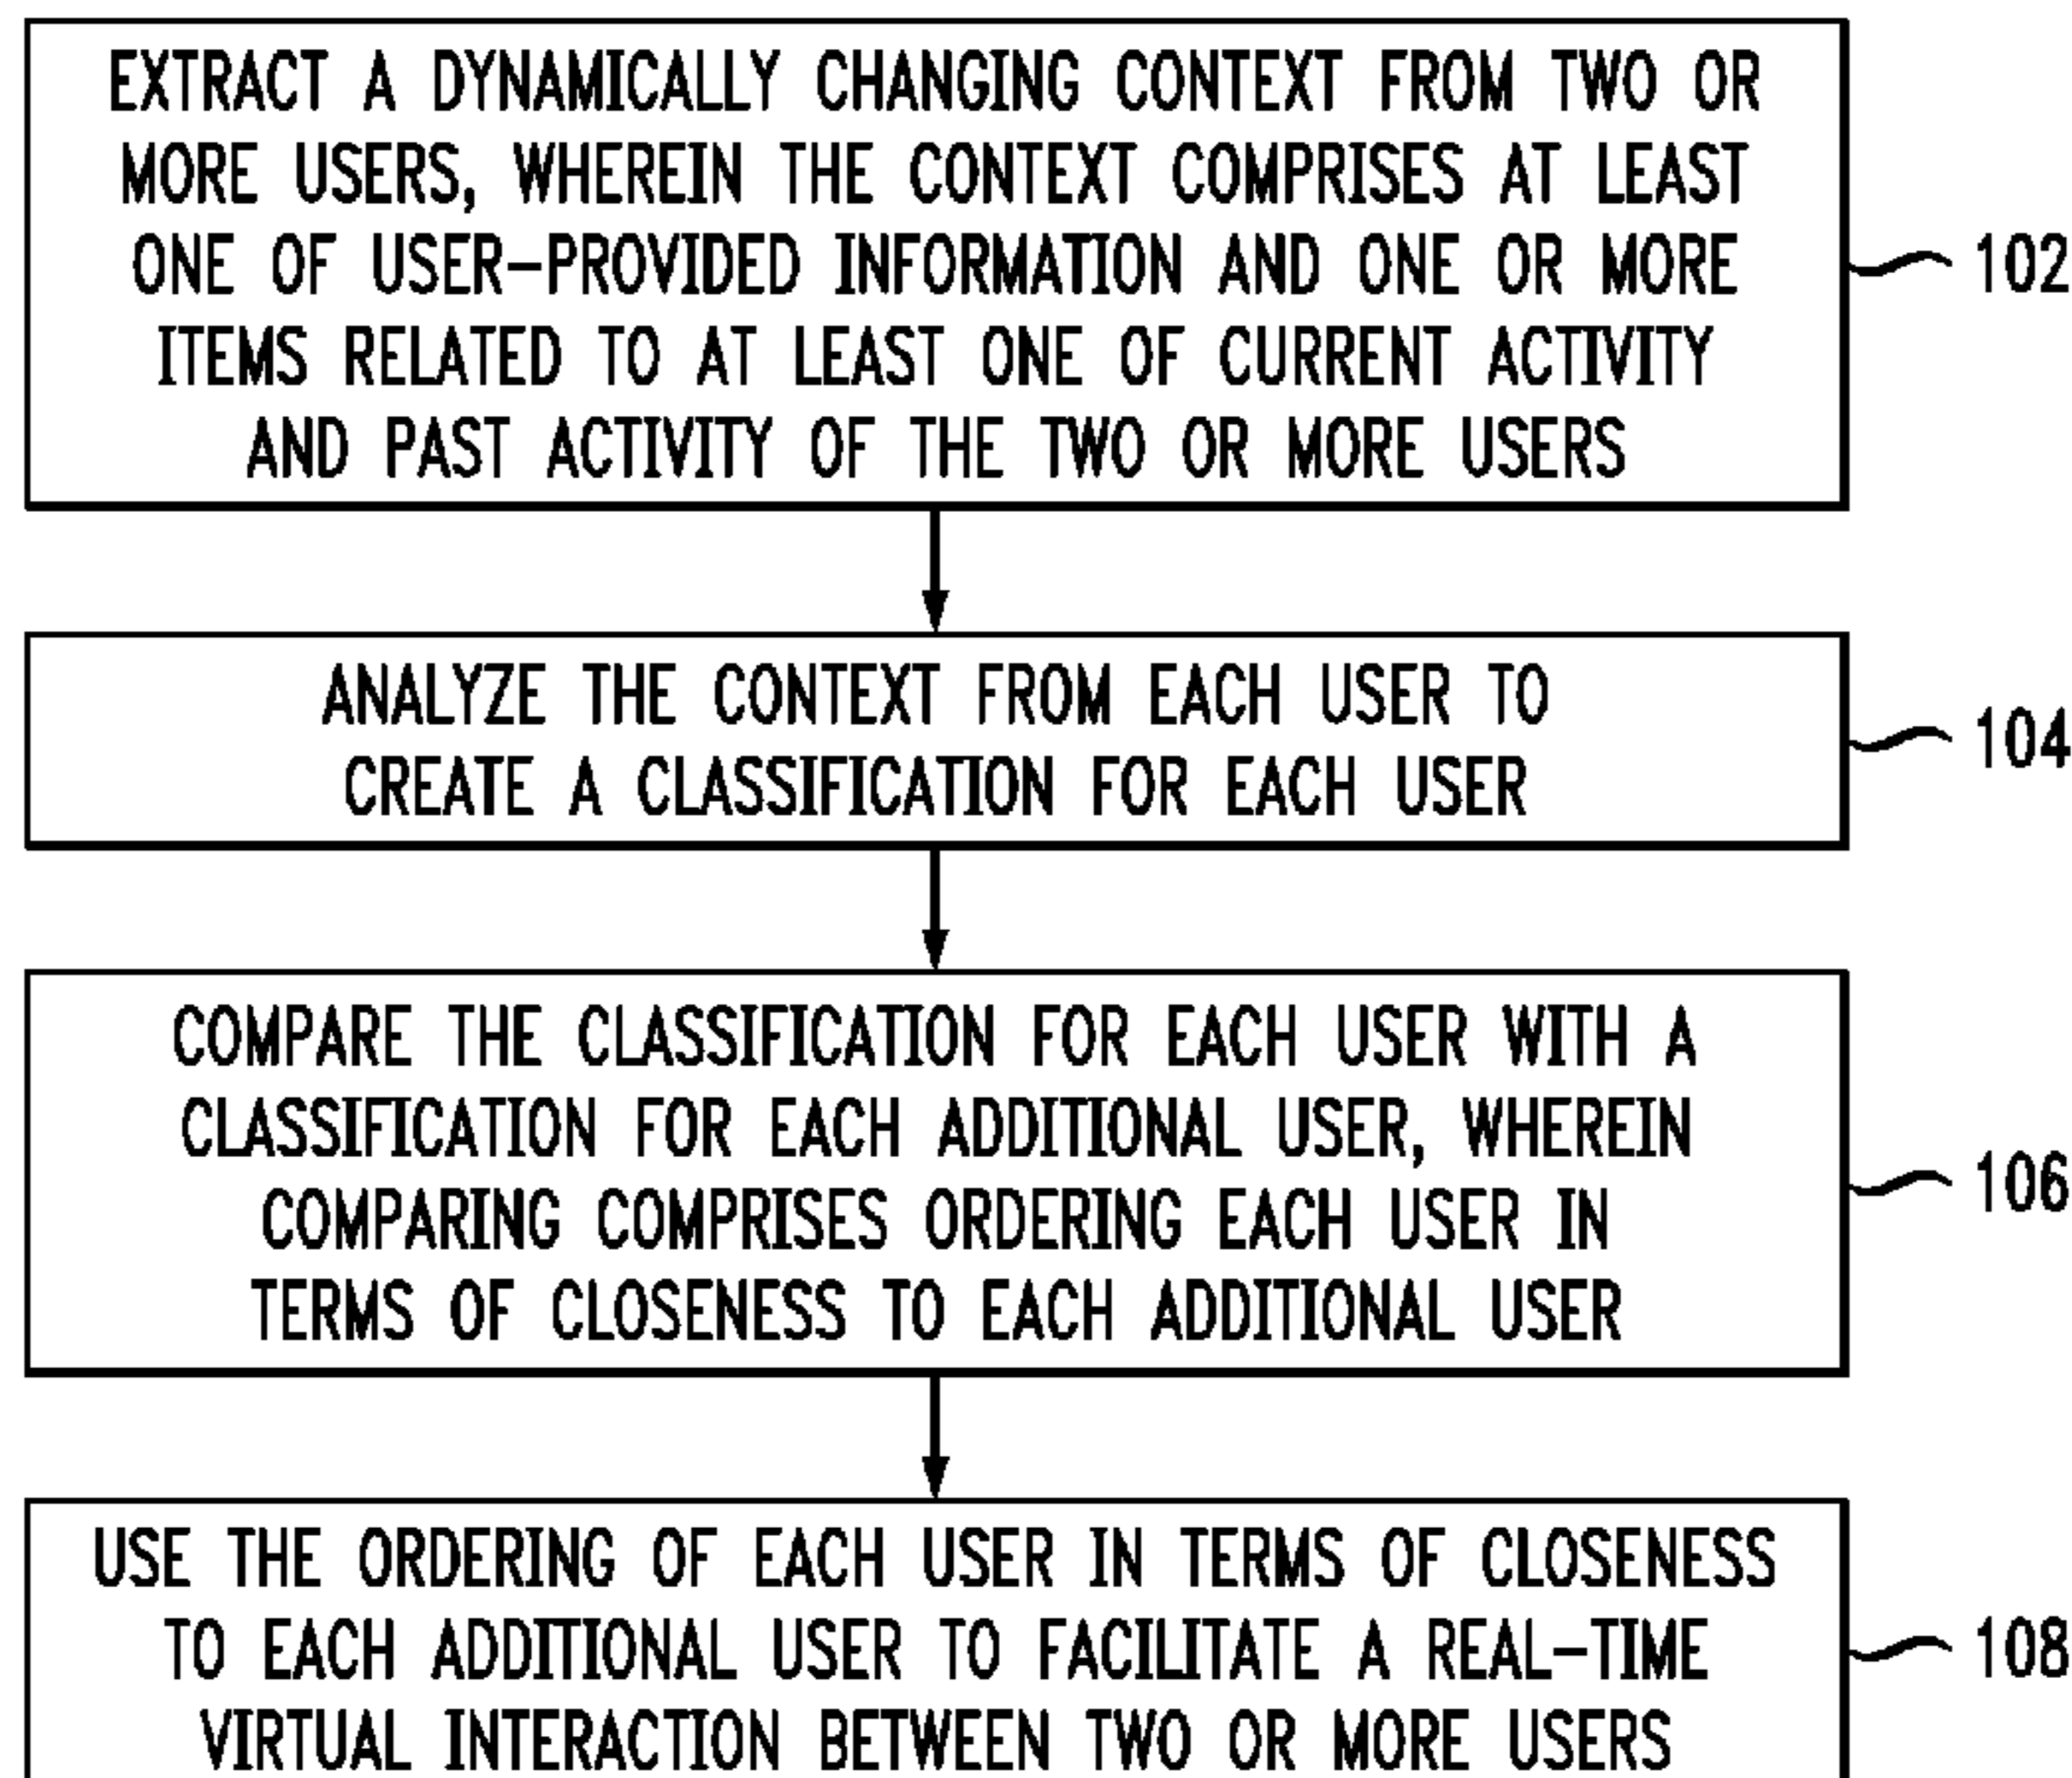 EXTRACT A DYNAMICALLY CHANGING CONTEXT FROM TWO OR
MORE USERS, WHEREIN THE CONTEXT COMPRISES AT LEAST
ONE OF USER-PROVIDED INFORMATION AND ONE OR MORE
ITEMS RELATED TO AT LEAST ONE OF CURRENT ACTIVITY
AND PAST ACTIVITY OF THE TWO OR MORE USERS
102
ANALYZE THE CONTEXT FROM EACH USER TO
CREATE A CLASSIFICATION FOR EACH USER
104
COMPARE THE CLASSIFICATION FOR EACH USER WITH A
CLASSIFICATION FOR EACH ADDITIONAL USER, WHEREIN
COMPARING COMPRISES ORDERING EACH USER IN
TERMS OF CLOSENESS TO EACH ADDITIONAL USER
106
USE THE ORDERING OF EACH USER IN TERMS OF CLOSENESS
TO EACH ADDITIONAL USER TO FACILITATE A REAL-TIME
VIRTUAL INTERACTION BETWEEN TWO OR MORE USERS
108